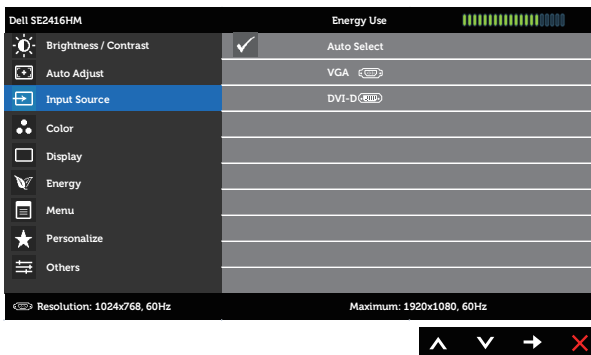 Dell SE2416HM Energy Use
Brightness / Contrast Auto Select
Auto Adjust VGA
Input Source DVI-D
Color
Display
Energy
Menu
Personalize
Others
Resolution: 1024x768, 60Hz Maximum: 1920x1080, 60Hz